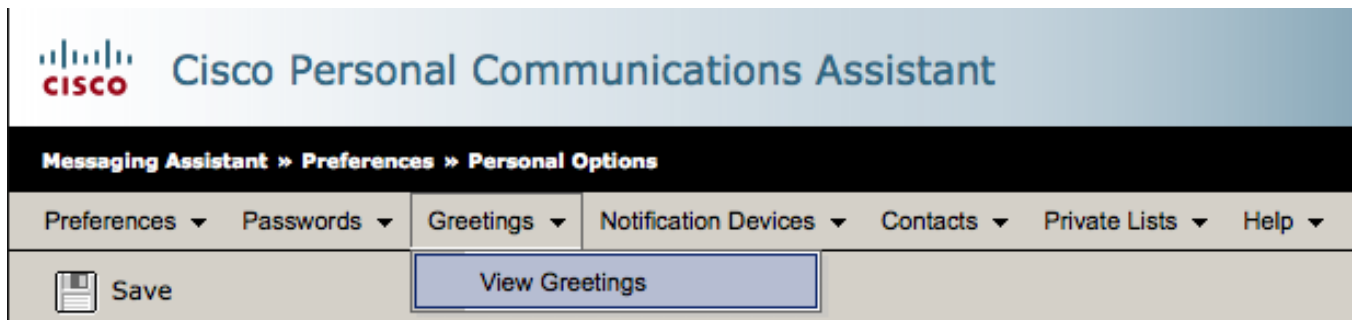 CISCO Cisco Personal Communications Assistant
Messaging Assistant » Preferences » Personal Options
Preferences Passwords Greetings Notification Devices Contacts Private Lists Help
Save View Greetings